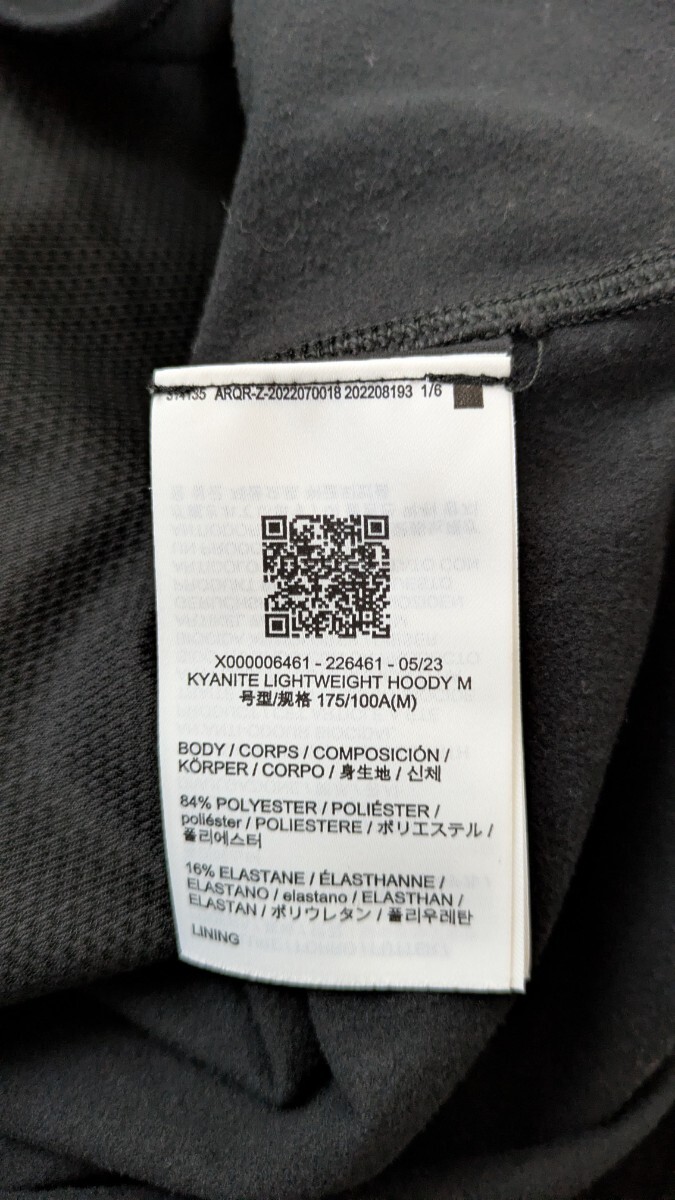 ARQR-Z-2022070018 202208193 1/6
X000006461 - 226461 - 05/23
KYANITE LIGHTWEIGHT HOODY M
号型/规格 175/100A(M)
BODY / CORPS / COMPOSICIÓN /
KÖRPER / CORPO / 身生地 / 신체
84% POLYESTER / POLIÉSTER /
poliéster / POLIESTERE / ポリエステル /
폴리에스터
16% ELASTANE / ÉLASTHANNE /
ELASTANO / elastano / ELASTHAN /
ELASTAN / ポリウレタン / 폴리우레탄
LINING